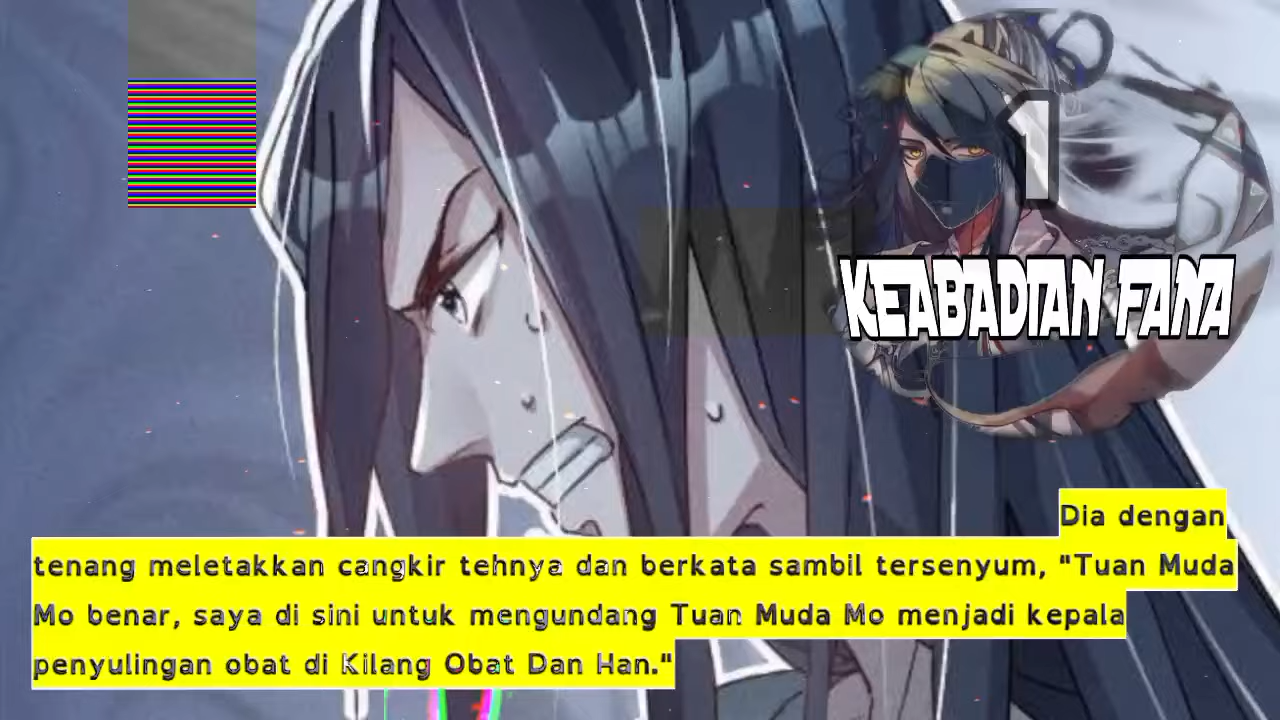 1
KEABADIAN FANA
Dia dengan
tenang meletakkan cangkir tehnya dan berkata sambil tersenyum, "Tuan Muda
Mo benar, saya di sini untuk mengundang Tuan Muda Mo menjadi kepala
penyulingan obat di Kilang Obat Dan Han."